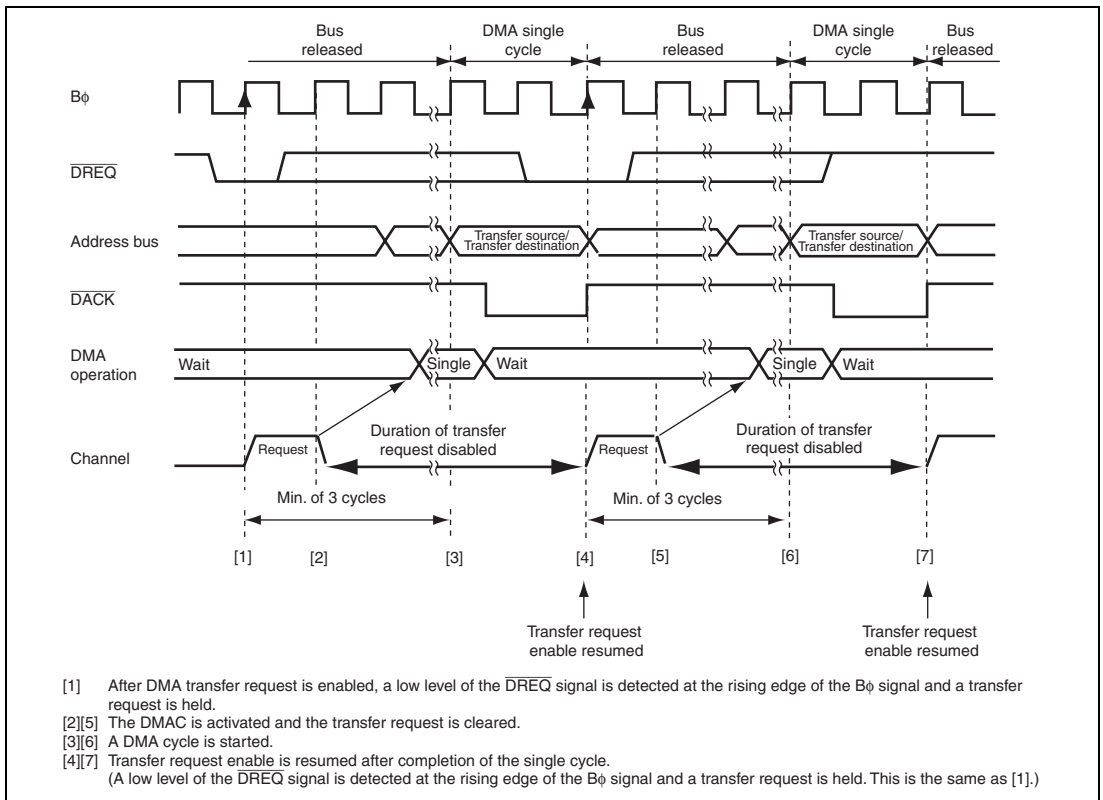 Bus released
DMA single cycle
Bus released
DMA single cycle
Bus released
Bφ
DREQ
Address bus
Transfer source/
Transfer destination
Transfer source/
Transfer destination
DACK
DMA operation
Wait
Single
Wait
Single
Wait
Channel
Request
Duration of transfer
request disabled
Request
Duration of transfer
request disabled
Min. of 3 cycles
Min. of 3 cycles
[1] [2] [3] [4] [5] [6] [7]
Transfer request
enable resumed
Transfer request
enable resumed
[1] After DMA transfer request is enabled, a low level of the DREQ signal is detected at the rising edge of the Bφ signal and a transfer
request is held.
[2][5] The DMAC is activated and the transfer request is cleared.
[3][6] A DMA cycle is started.
[4][7] Transfer request enable is resumed after completion of the single cycle.
(A low level of the DREQ signal is detected at the rising edge of the Bφ signal and a transfer request is held. This is the same as [1].)